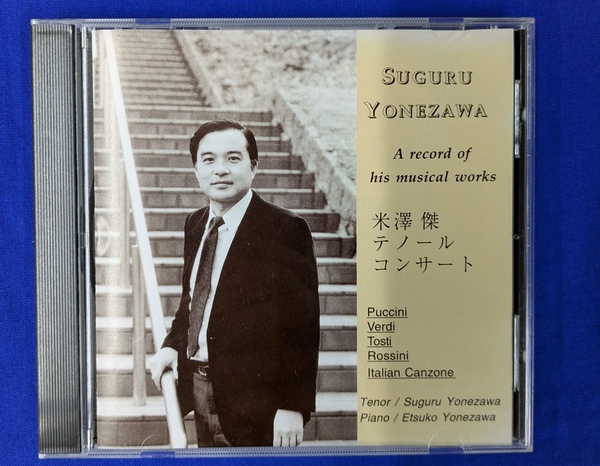 SUGURU
YONEZAWA
A record of
his musical works
米澤 傑
テノール
コンサート
Puccini
Verdi
Tosti
Rossini
Italian Canzone
Tenor / Suguru Yonezawa
Piano / Etsuko Yonezawa